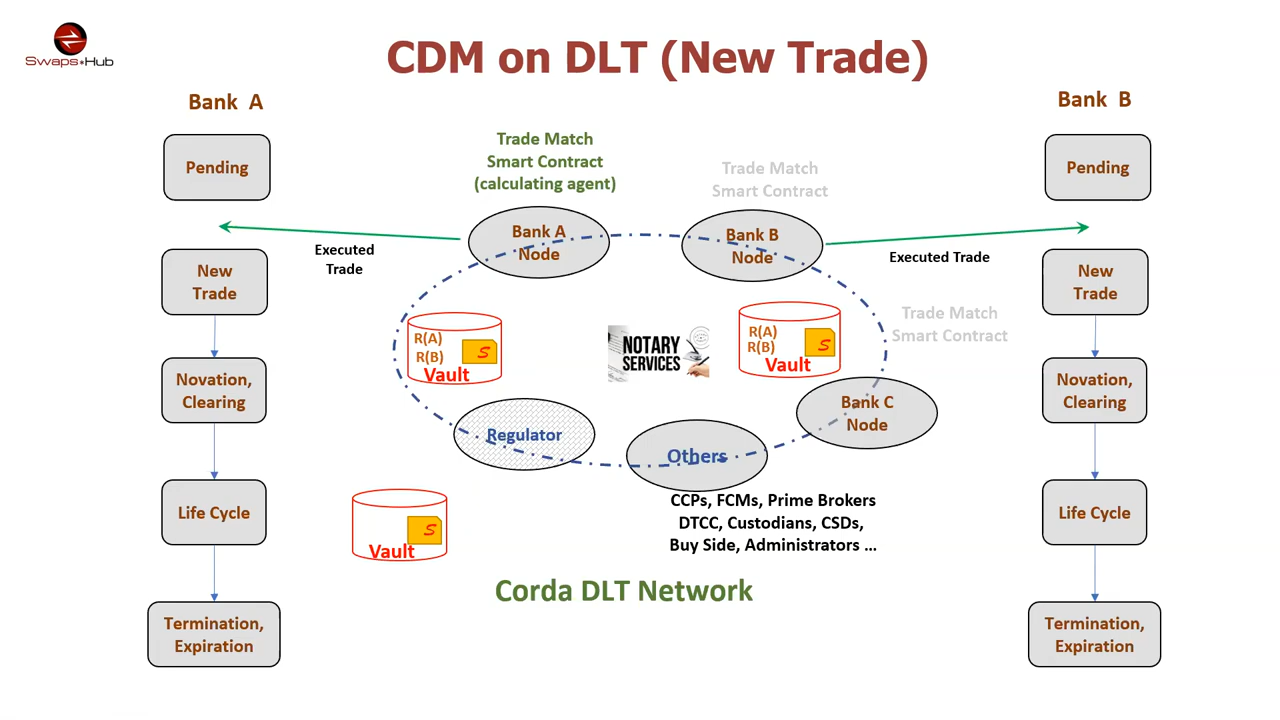 Swaps Hub
CDM on DLT (New Trade)
Bank A
Bank B
Pending
Trade Match
Smart Contract
(calculating agent)
Trade Match
Smart Contract
Pending
Bank A
Node
Bank B
Node
Executed
Trade
Executed Trade
New
Trade
New
Trade
R(A)
R(B)
S
Vault
NOTARY
SERVICES
R(A)
R(B)
S
Vault
Trade Match
Smart Contract
Novation,
Clearing
Novation,
Clearing
Bank C
Node
Regulator
Others
CCPs, FCMs, Prime Brokers
DTCC, Custodians, CSDs,
Buy Side, Administrators ...
Life Cycle
S
Vault
Life Cycle
Corda DLT Network
Termination,
Expiration
Termination,
Expiration